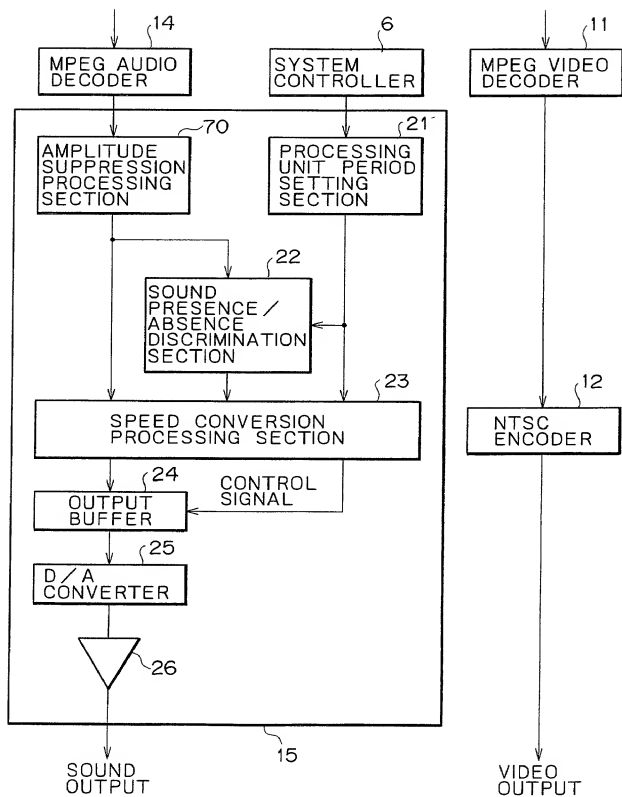 14
6
11
MPEG AUDIO
DECODER
SYSTEM
CONTROLLER
MPEG VIDEO
DECODER
70
21
AMPLITUDE
SUPPRESSION
PROCESSING
SECTION
PROCESSING
UNIT PERIOD
SETTING
SECTION
22
SOUND
PRESENCE/
ABSENCE
DISCRIMINATION
SECTION
23
12
SPEED CONVERSION
PROCESSING SECTION
NTSC
ENCODER
24
CONTROL
SIGNAL
OUTPUT
BUFFER
25
D/A
CONVERTER
26
15
SOUND
OUTPUT
VIDEO
OUTPUT